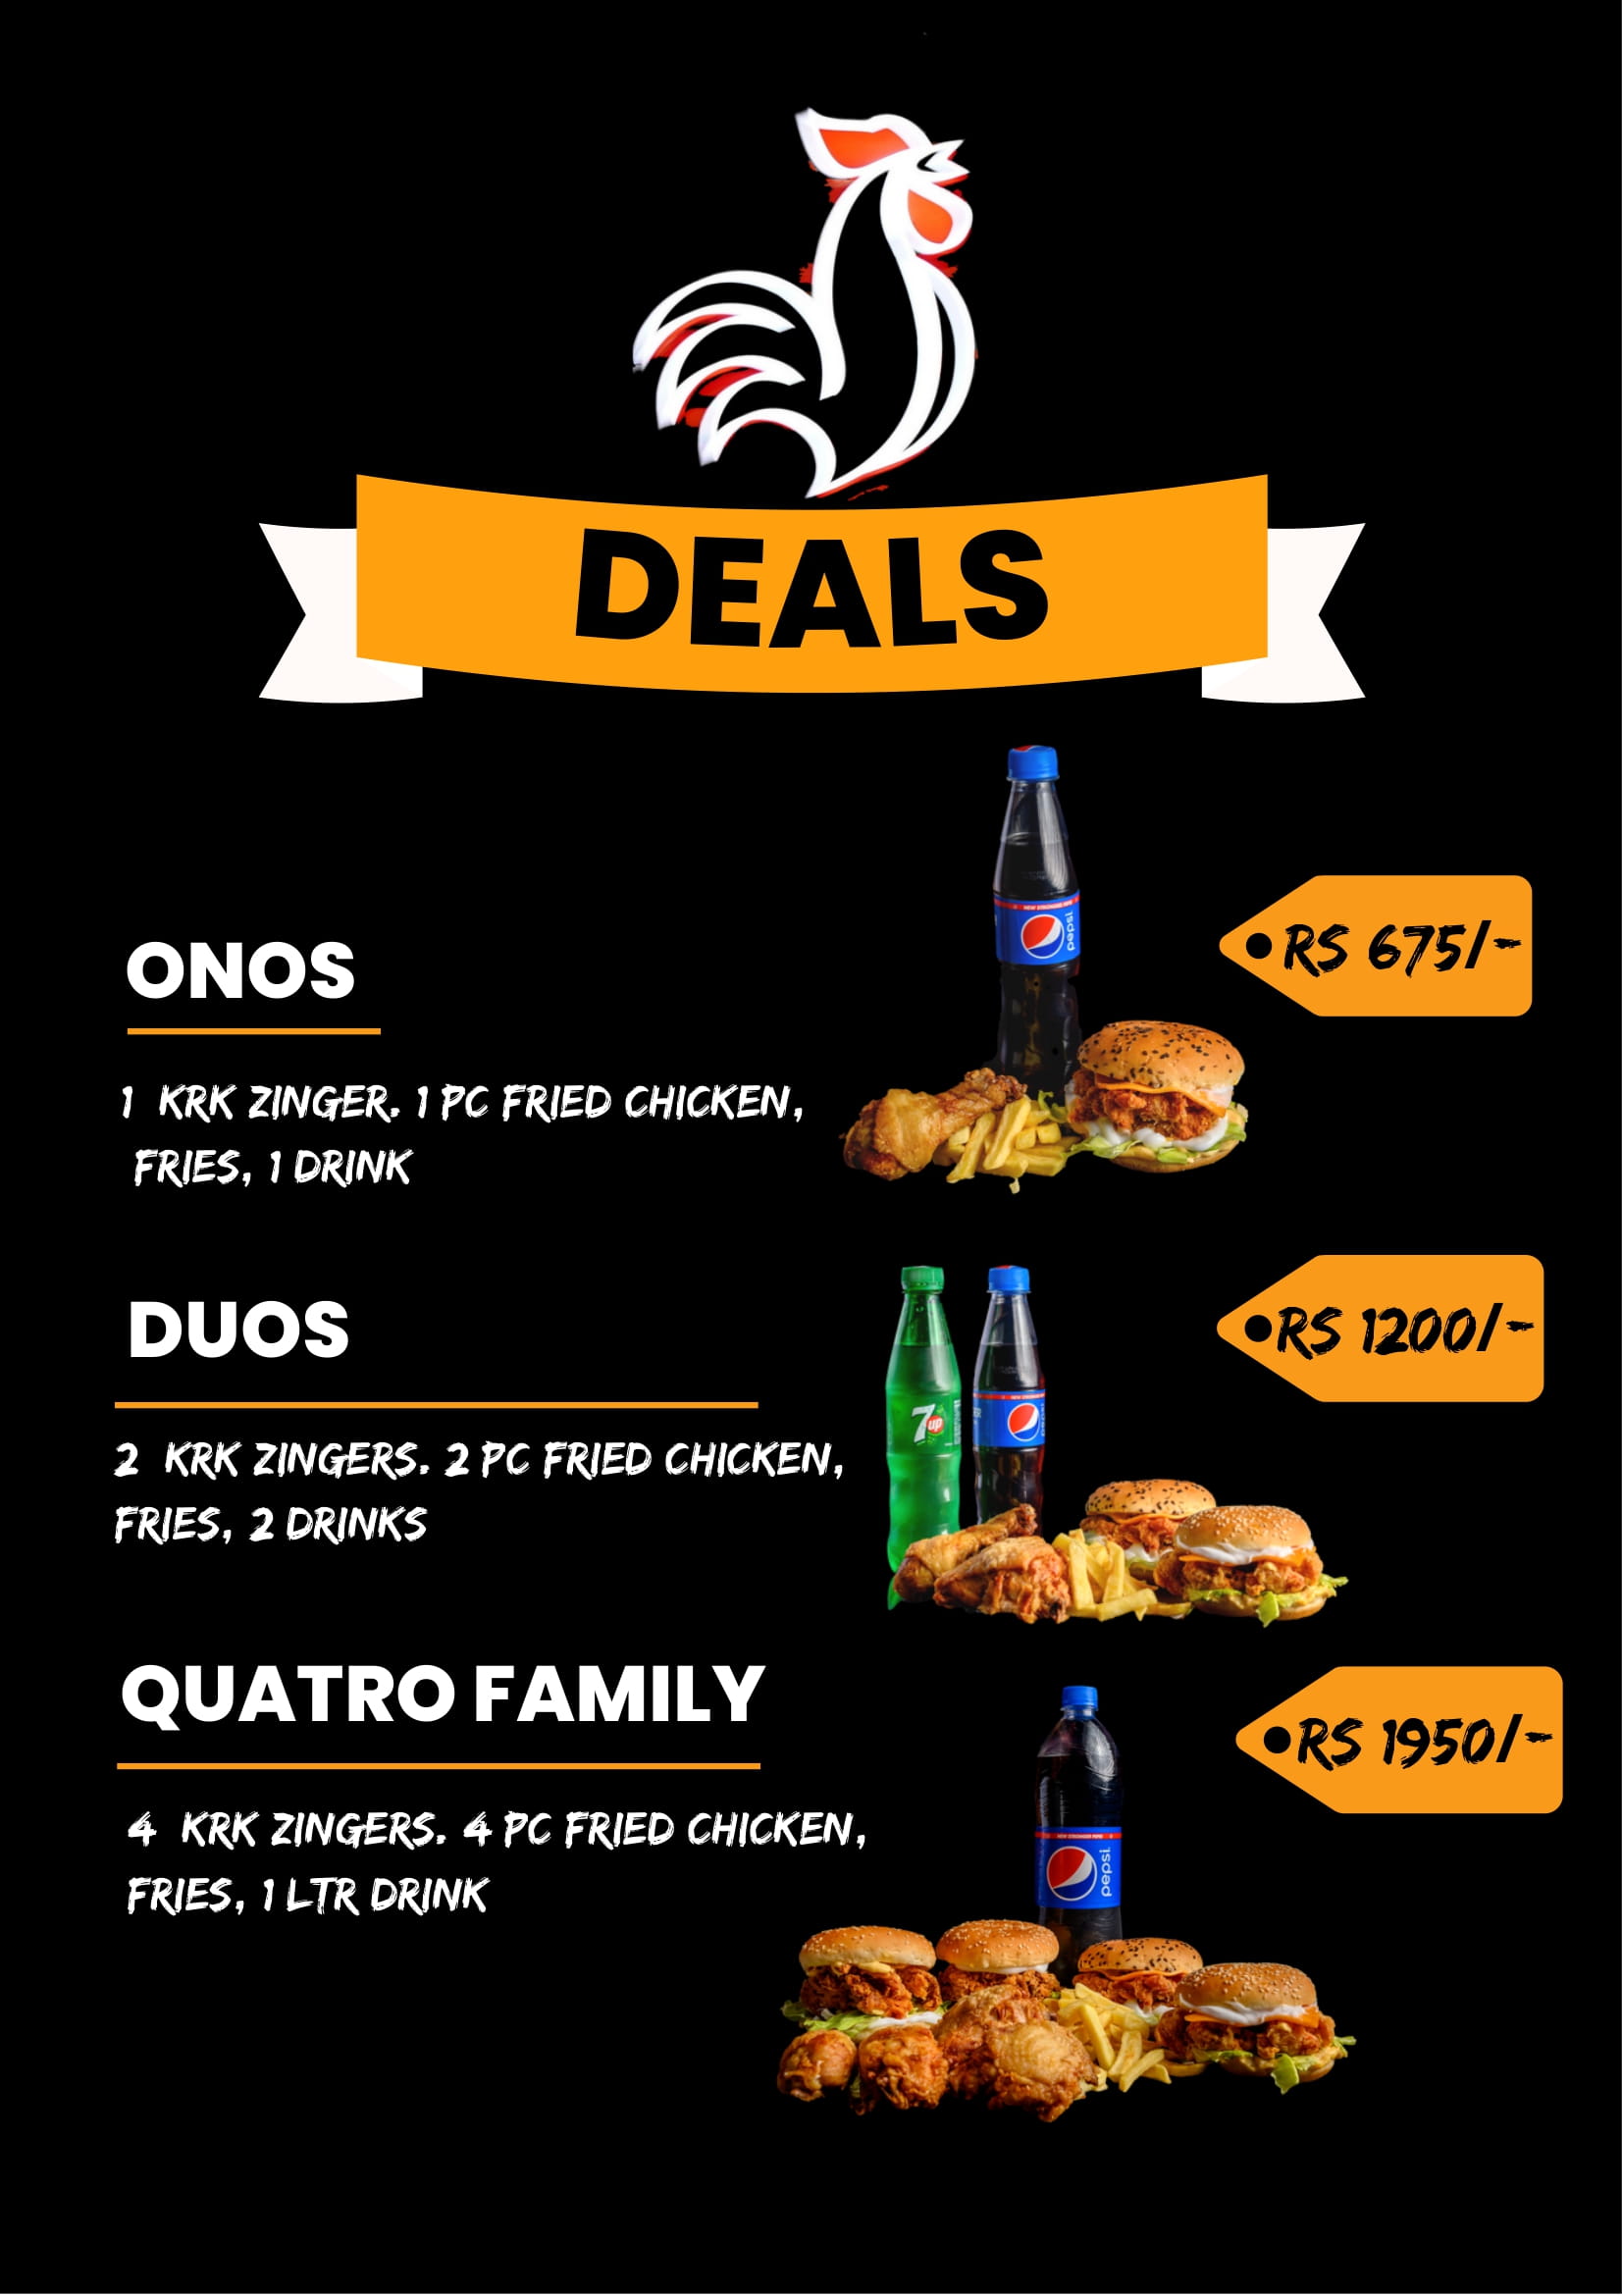 DEALS
ONOS
RS 675/-
1 KRK ZINGER. 1 PC FRIED CHICKEN,
FRIES, 1 DRINK
pepsi
DUOS
RS 1200/-
2 KRK ZINGERS. 2 PC FRIED CHICKEN,
FRIES, 2 DRINKS
7up
pepsi
QUATRO FAMILY
RS 1950/-
4 KRK ZINGERS. 4 PC FRIED CHICKEN,
FRIES, 1 LTR DRINK
pepsi